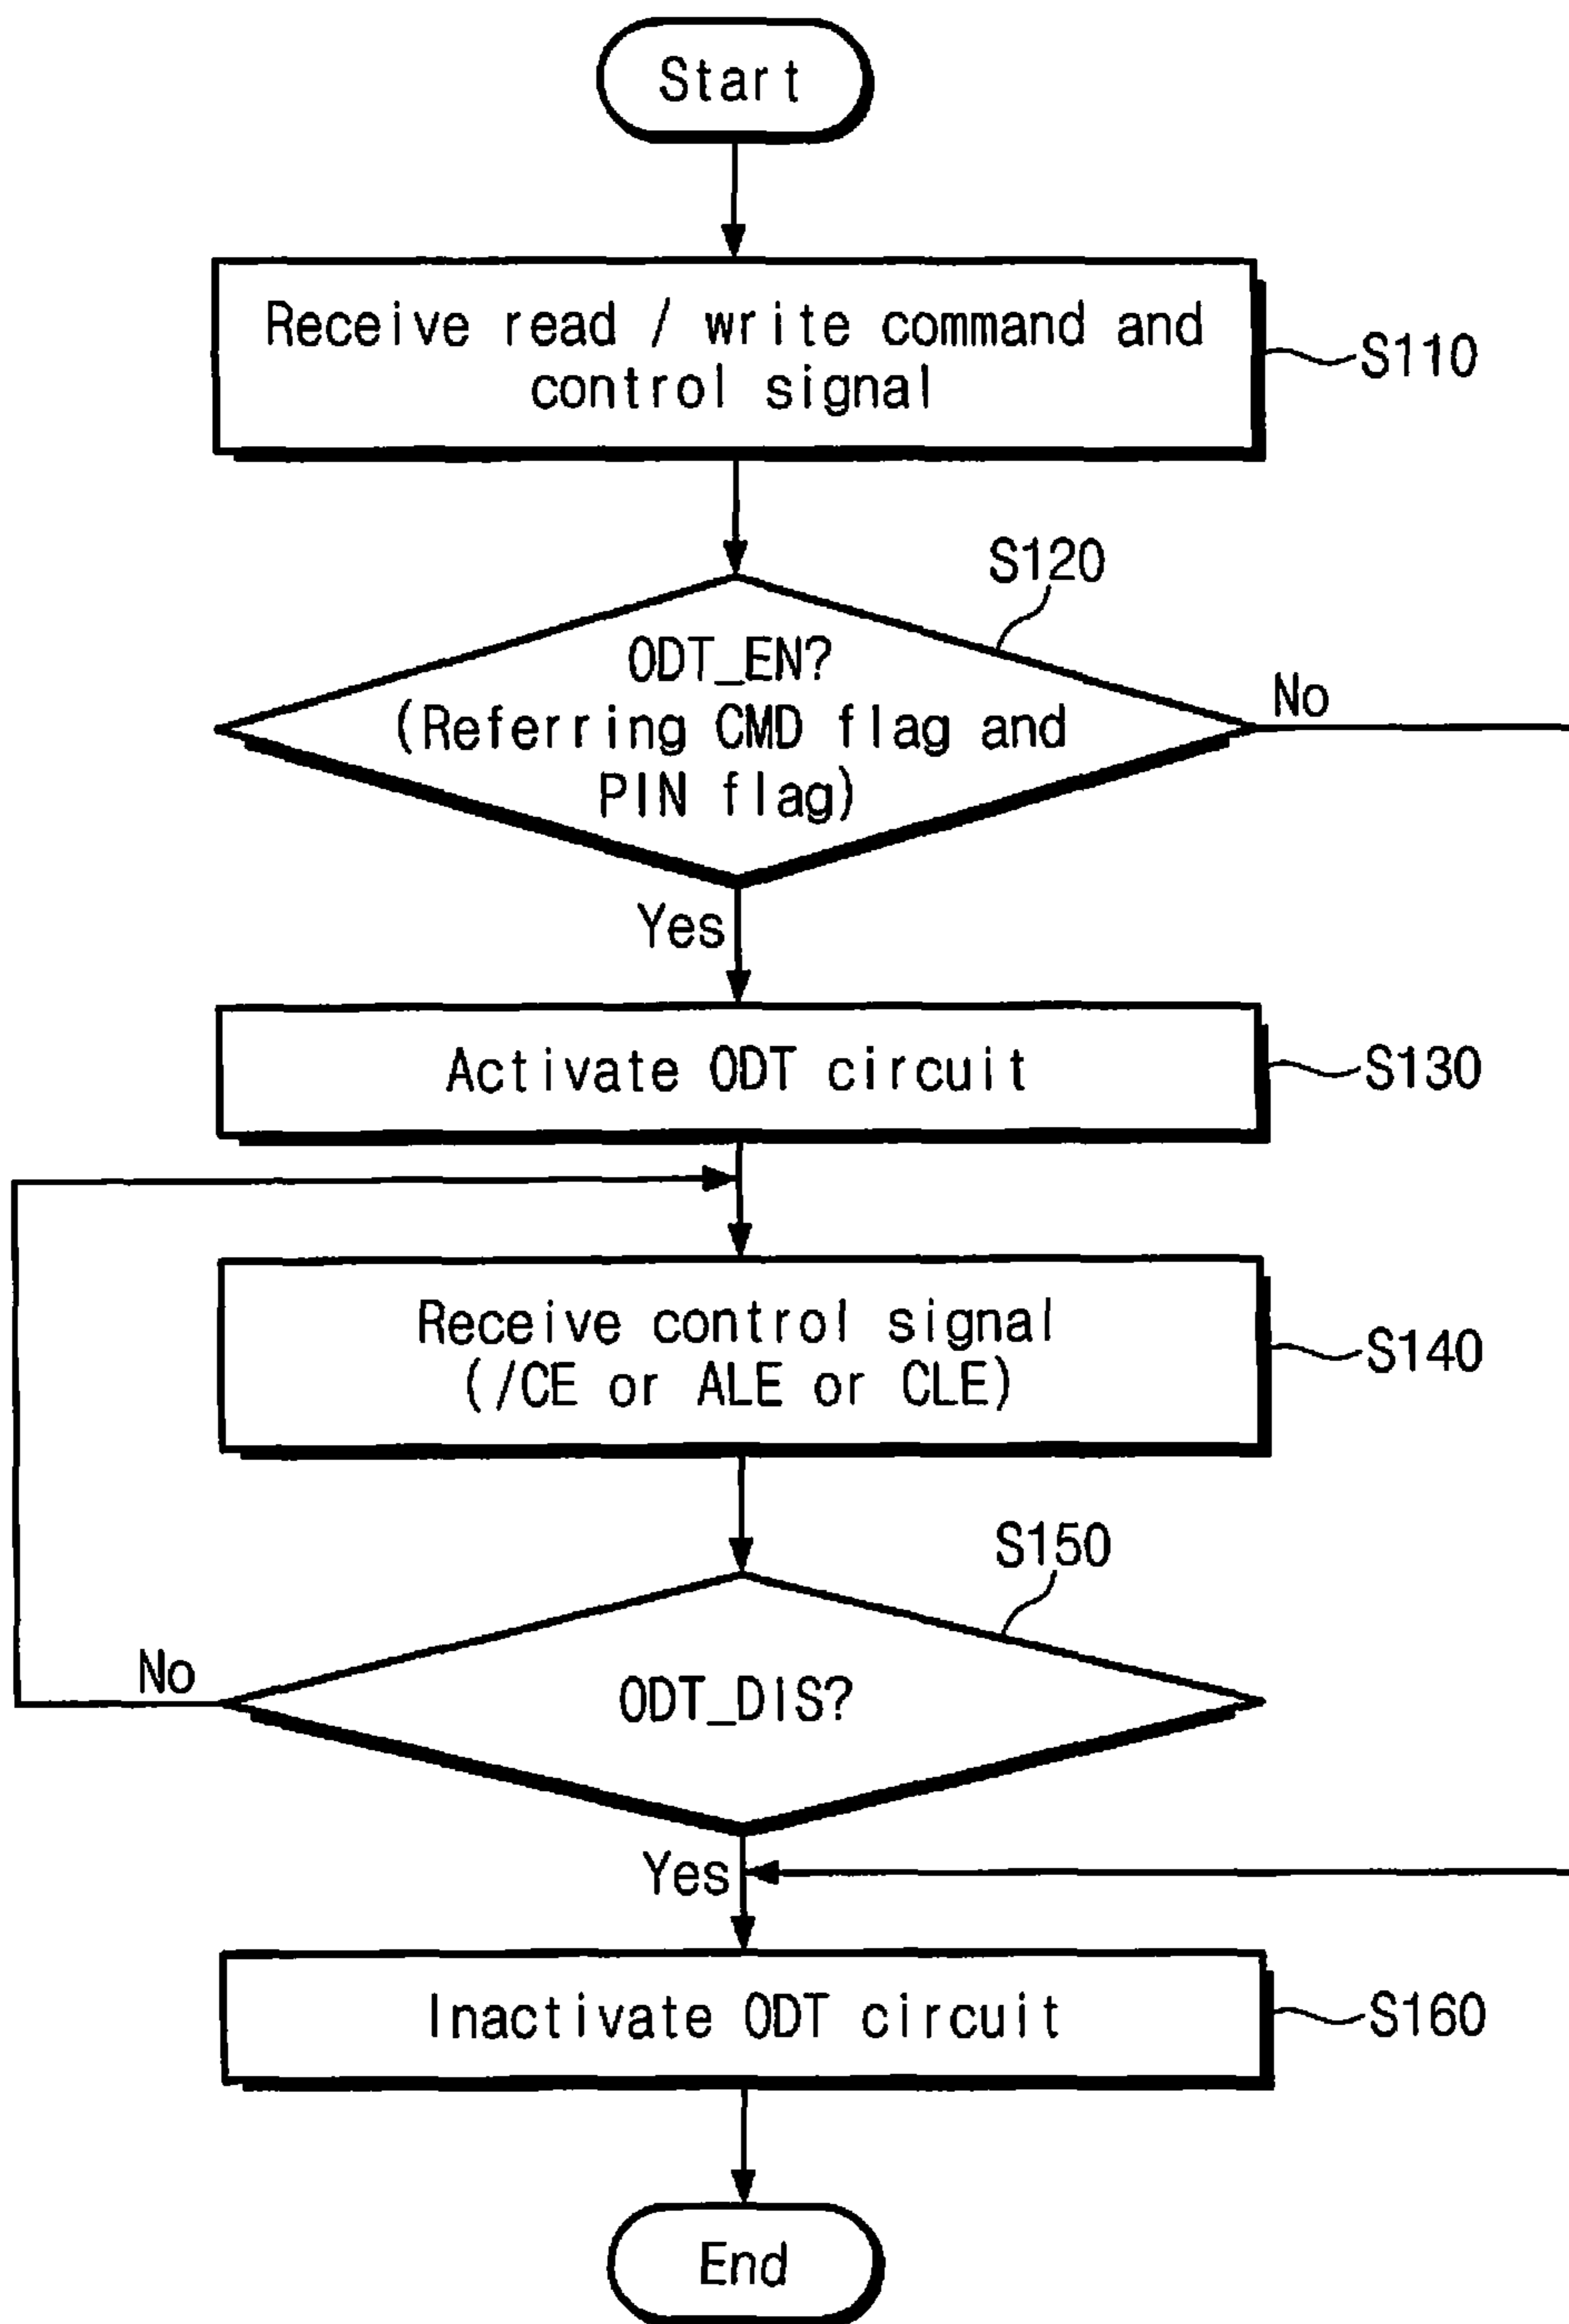 Start
Receive read / write command and
control signal
S110
S120
ODT_EN?
(Referring CMD flag and
PIN flag)
No
Yes
Activate ODT circuit
S130
Receive control signal
(/CE or ALE or CLE)
S140
S150
ODT_DIS?
No
Yes
Inactivate ODT circuit
S160
End